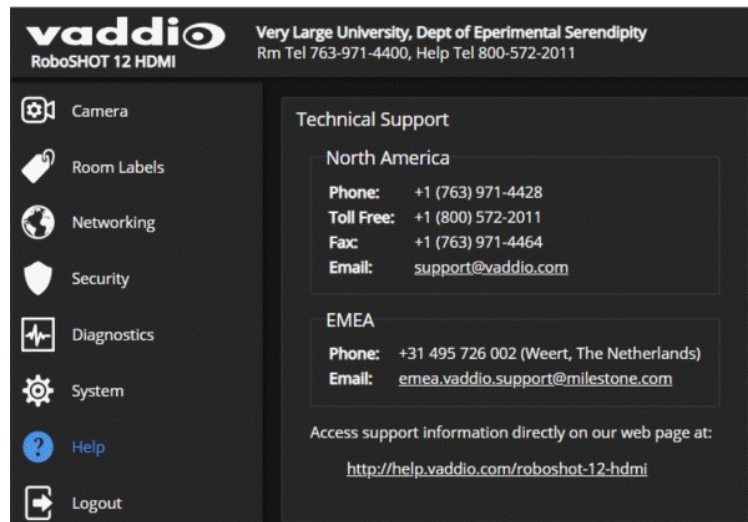 vaddio
RoboSHOT 12 HDMI
Very Large University, Dept of Eperimental Serendipity
Rm Tel 763-971-4400, Help Tel 800-572-2011
Camera
Room Labels
Networking
Security
Diagnostics
System
? Help
Logout
Technical Support
North America
Phone: +1 (763) 971-4428
Toll Free: +1 (800) 572-2011
Fax: +1 (763) 971-4464
Email: support@vaddio.com
EMEA
Phone: +31 495 726 002 (Weert, The Netherlands)
Email: emea.vaddio.support@milestone.com
Access support information directly on our web page at:
http://help.vaddio.com/roboshot-12-hdmi